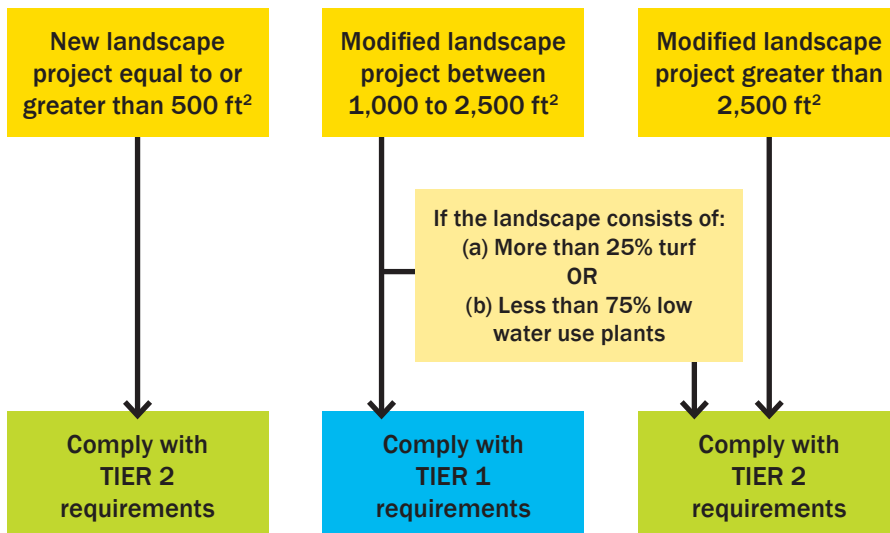 New landscape
project equal to or
greater than 500 ft²
Modified landscape
project between
1,000 to 2,500 ft²
Modified landscape
project greater than
2,500 ft²
If the landscape consists of:
(a) More than 25% turf
OR
(b) Less than 75% low
water use plants
Comply with
TIER 2
requirements
Comply with
TIER 1
requirements
Comply with
TIER 2
requirements